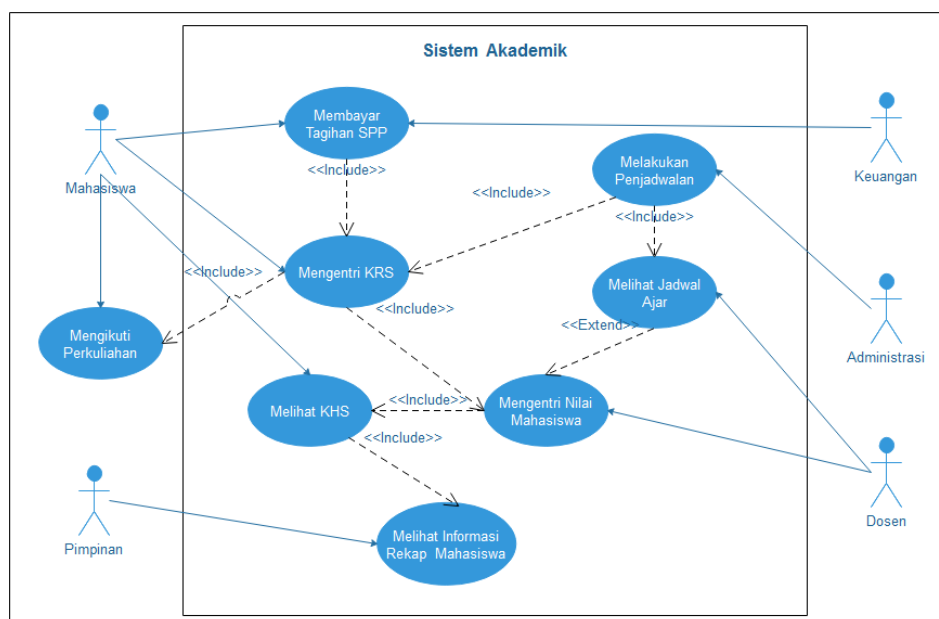 Sistem Akademik
Membayar
Tagihan SPP
Melakukan
Penjadwalan
Mahasiswa
Keuangan
<<Include>>
<<Include>>
<<Include>>
Mengentri KRS
<<Include>>
Melihat Jadwal
Ajar
<<Include>>
<<Extend>>
Mengikuti
Perkuliahan
Administrasi
Melihat KHS
<<Include>>
Mengentri Nilai
Mahasiswa
<<Include>>
Dosen
Pimpinan
Melihat Informasi
Rekap Mahasiswa